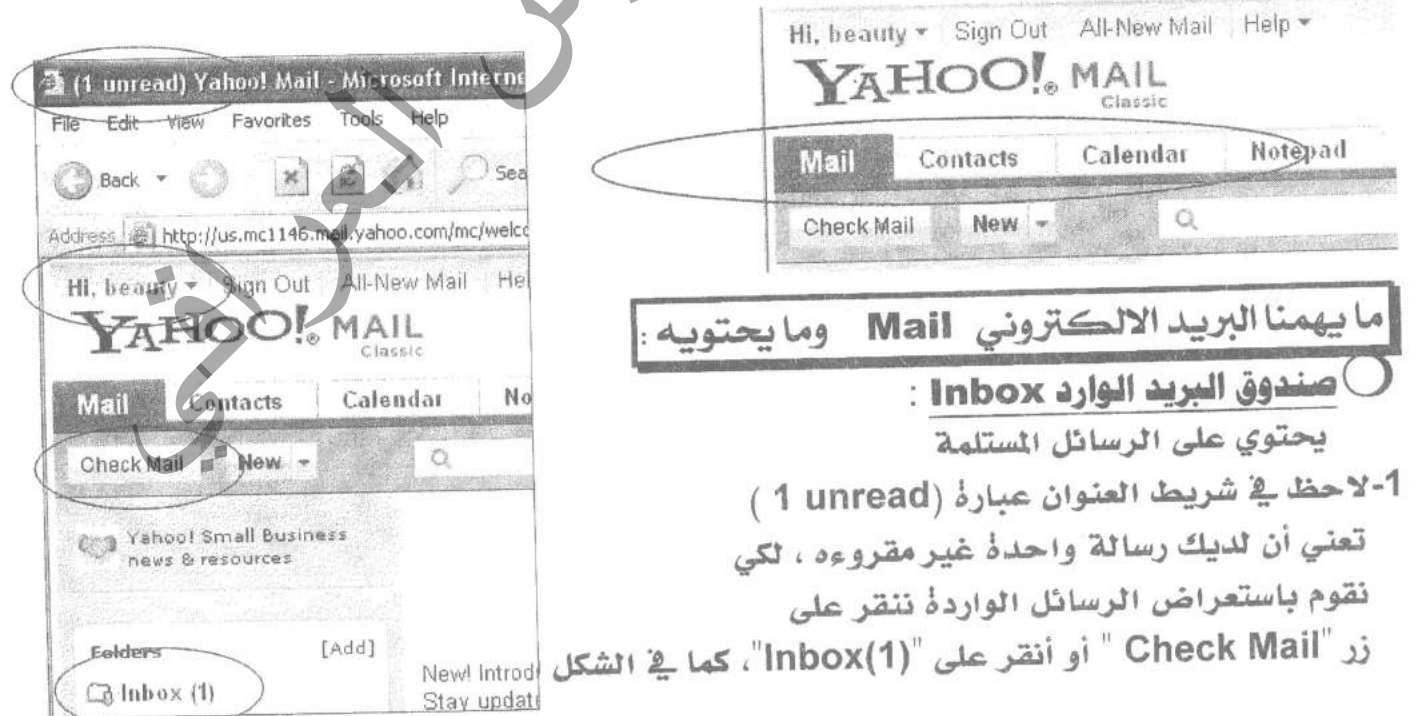 (1 unread) Yahoo! Mail - Microsoft Interne
File Edit View Favorites Tools Help
Back Sea
Address http://us.mc1146.mail.yahoo.com/mc/welco
Hi, beauty Sign Out All-New Mail Hel
YAHOO!® MAIL
Classic
Mail Contacts Calendar No
Check Mail New
Yahoo! Small Business
news & resources
Folders [Add]
Inbox (1)
New! Introd
Stay update
Hi, beauty Sign Out All-New Mail Help
YAHOO!® MAIL
Classic
Mail Contacts Calendar Notepad
Check Mail New
ما يهمنا البريد الالكتروني Mail وما يحتويه :
صندوق البريد الوارد Inbox :
يحتوي على الرسائل المستلمة
1-لاحظ في شريط العنوان عبارة (1 unread )
تعني أن لديك رسالة واحدة غير مقروءه ، لكي
نقوم باستعراض الرسائل الواردة ننقر على
زر "Check Mail " أو أنقر على "Inbox(1)"، كما في الشكل